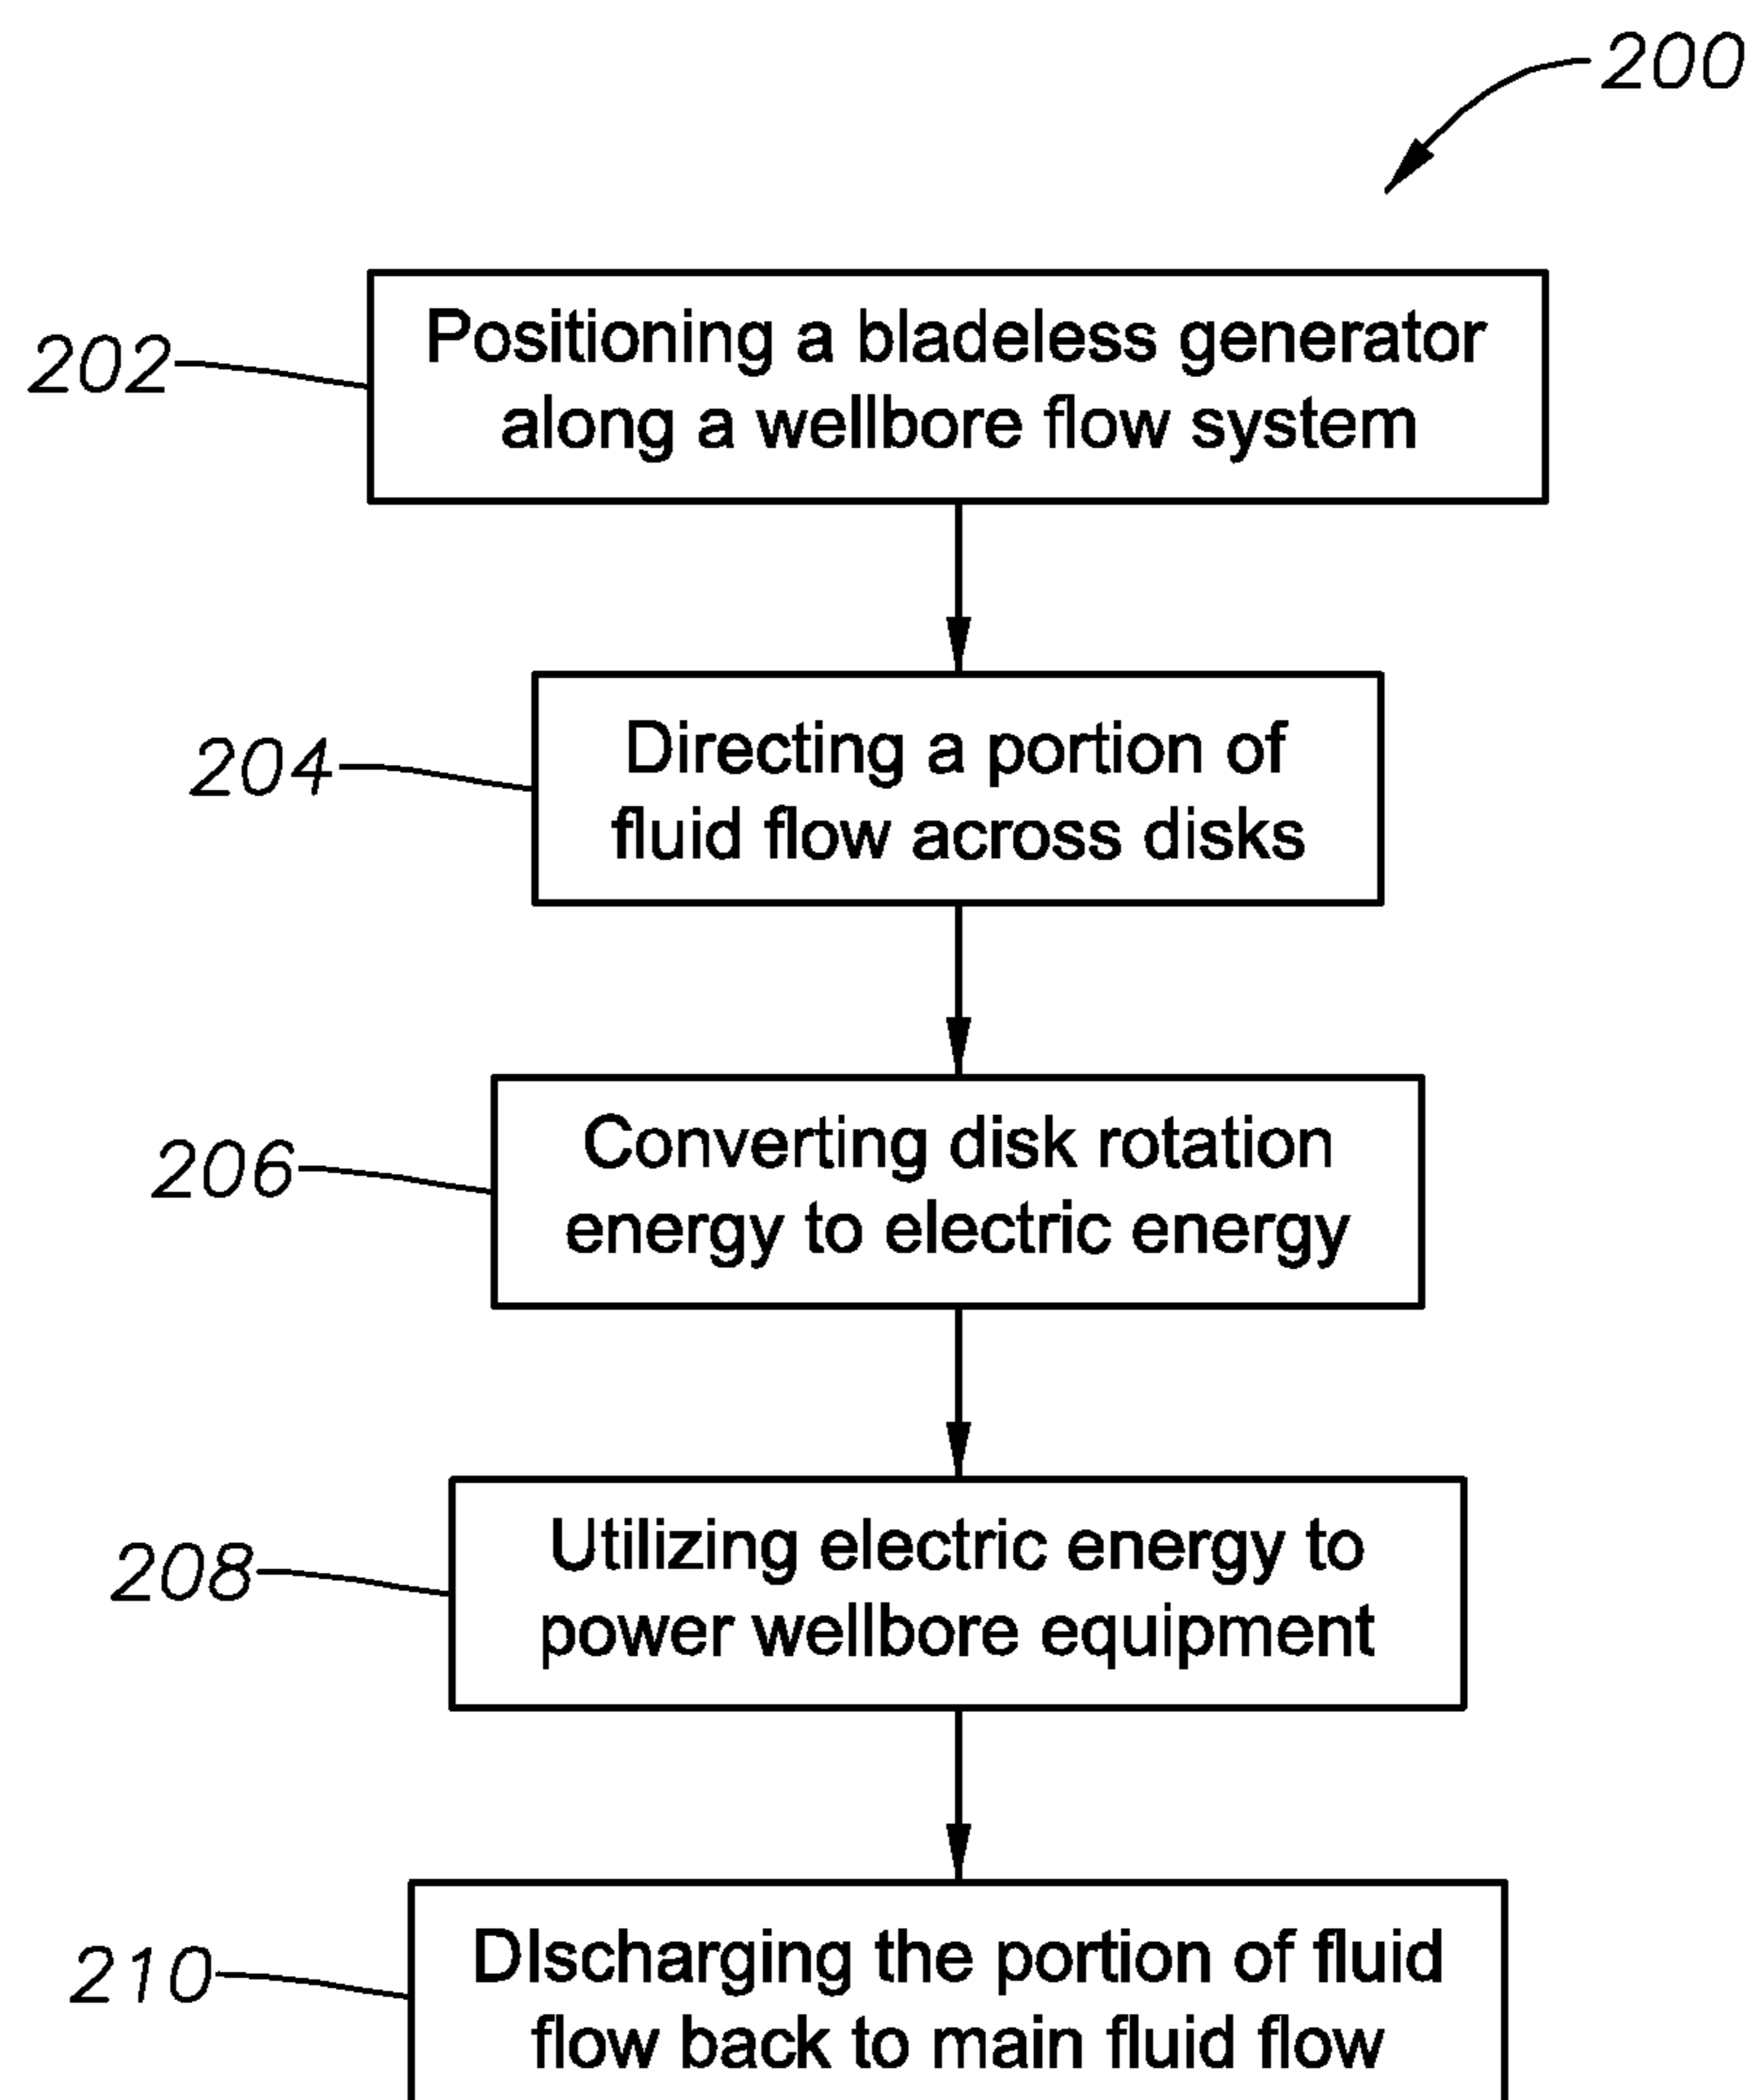 200
202
Positioning a bladeless generator
along a wellbore flow system
204
Directing a portion of
fluid flow across disks
206
Converting disk rotation
energy to electric energy
208
Utilizing electric energy to
power wellbore equipment
210
DIscharging the portion of fluid
flow back to main fluid flow